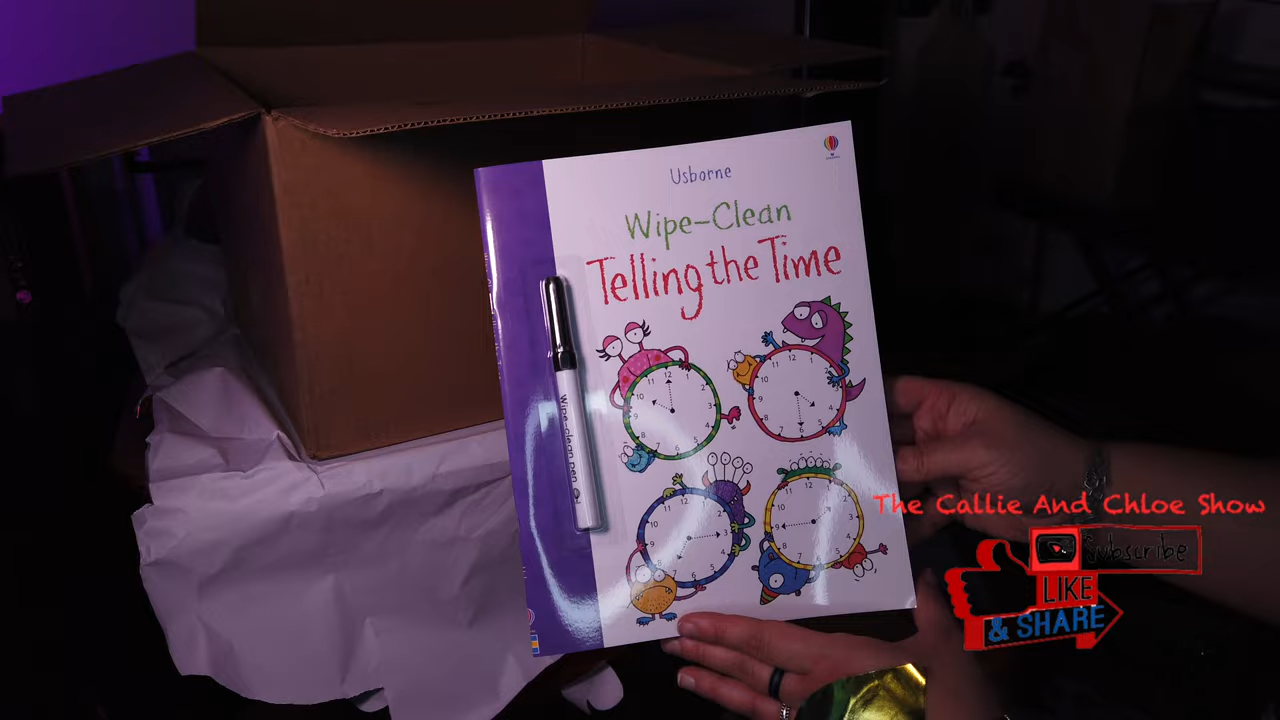 Usborne
Wipe-Clean
Telling the Time
Wipe-clean pen
The Callie And Chloe Show
Subscribe
LIKE
& SHARE